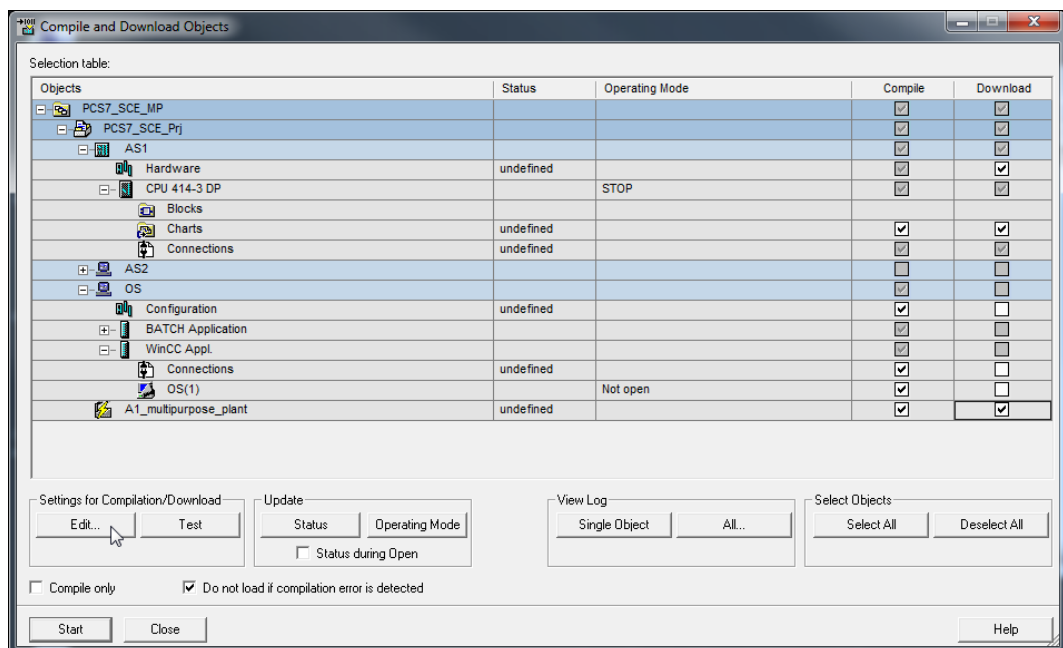 Compile and Download Objects
Selection table:
Objects Status Operating Mode Compile Download
PCS7_SCE_MP
PCS7_SCE_Prj
AS1
Hardware undefined
CPU 414-3 DP STOP
Blocks
Charts undefined
Connections undefined
AS2
OS
Configuration undefined
BATCH Application
WinCC Appl.
Connections undefined
OS(1) Not open
A1_multipurpose_plant undefined
Settings for Compilation/Download Update View Log Select Objects
Edit... Test Status Operating Mode Single Object All... Select All Deselect All
Status during Open
Compile only Do not load if compilation error is detected
Start Close Help